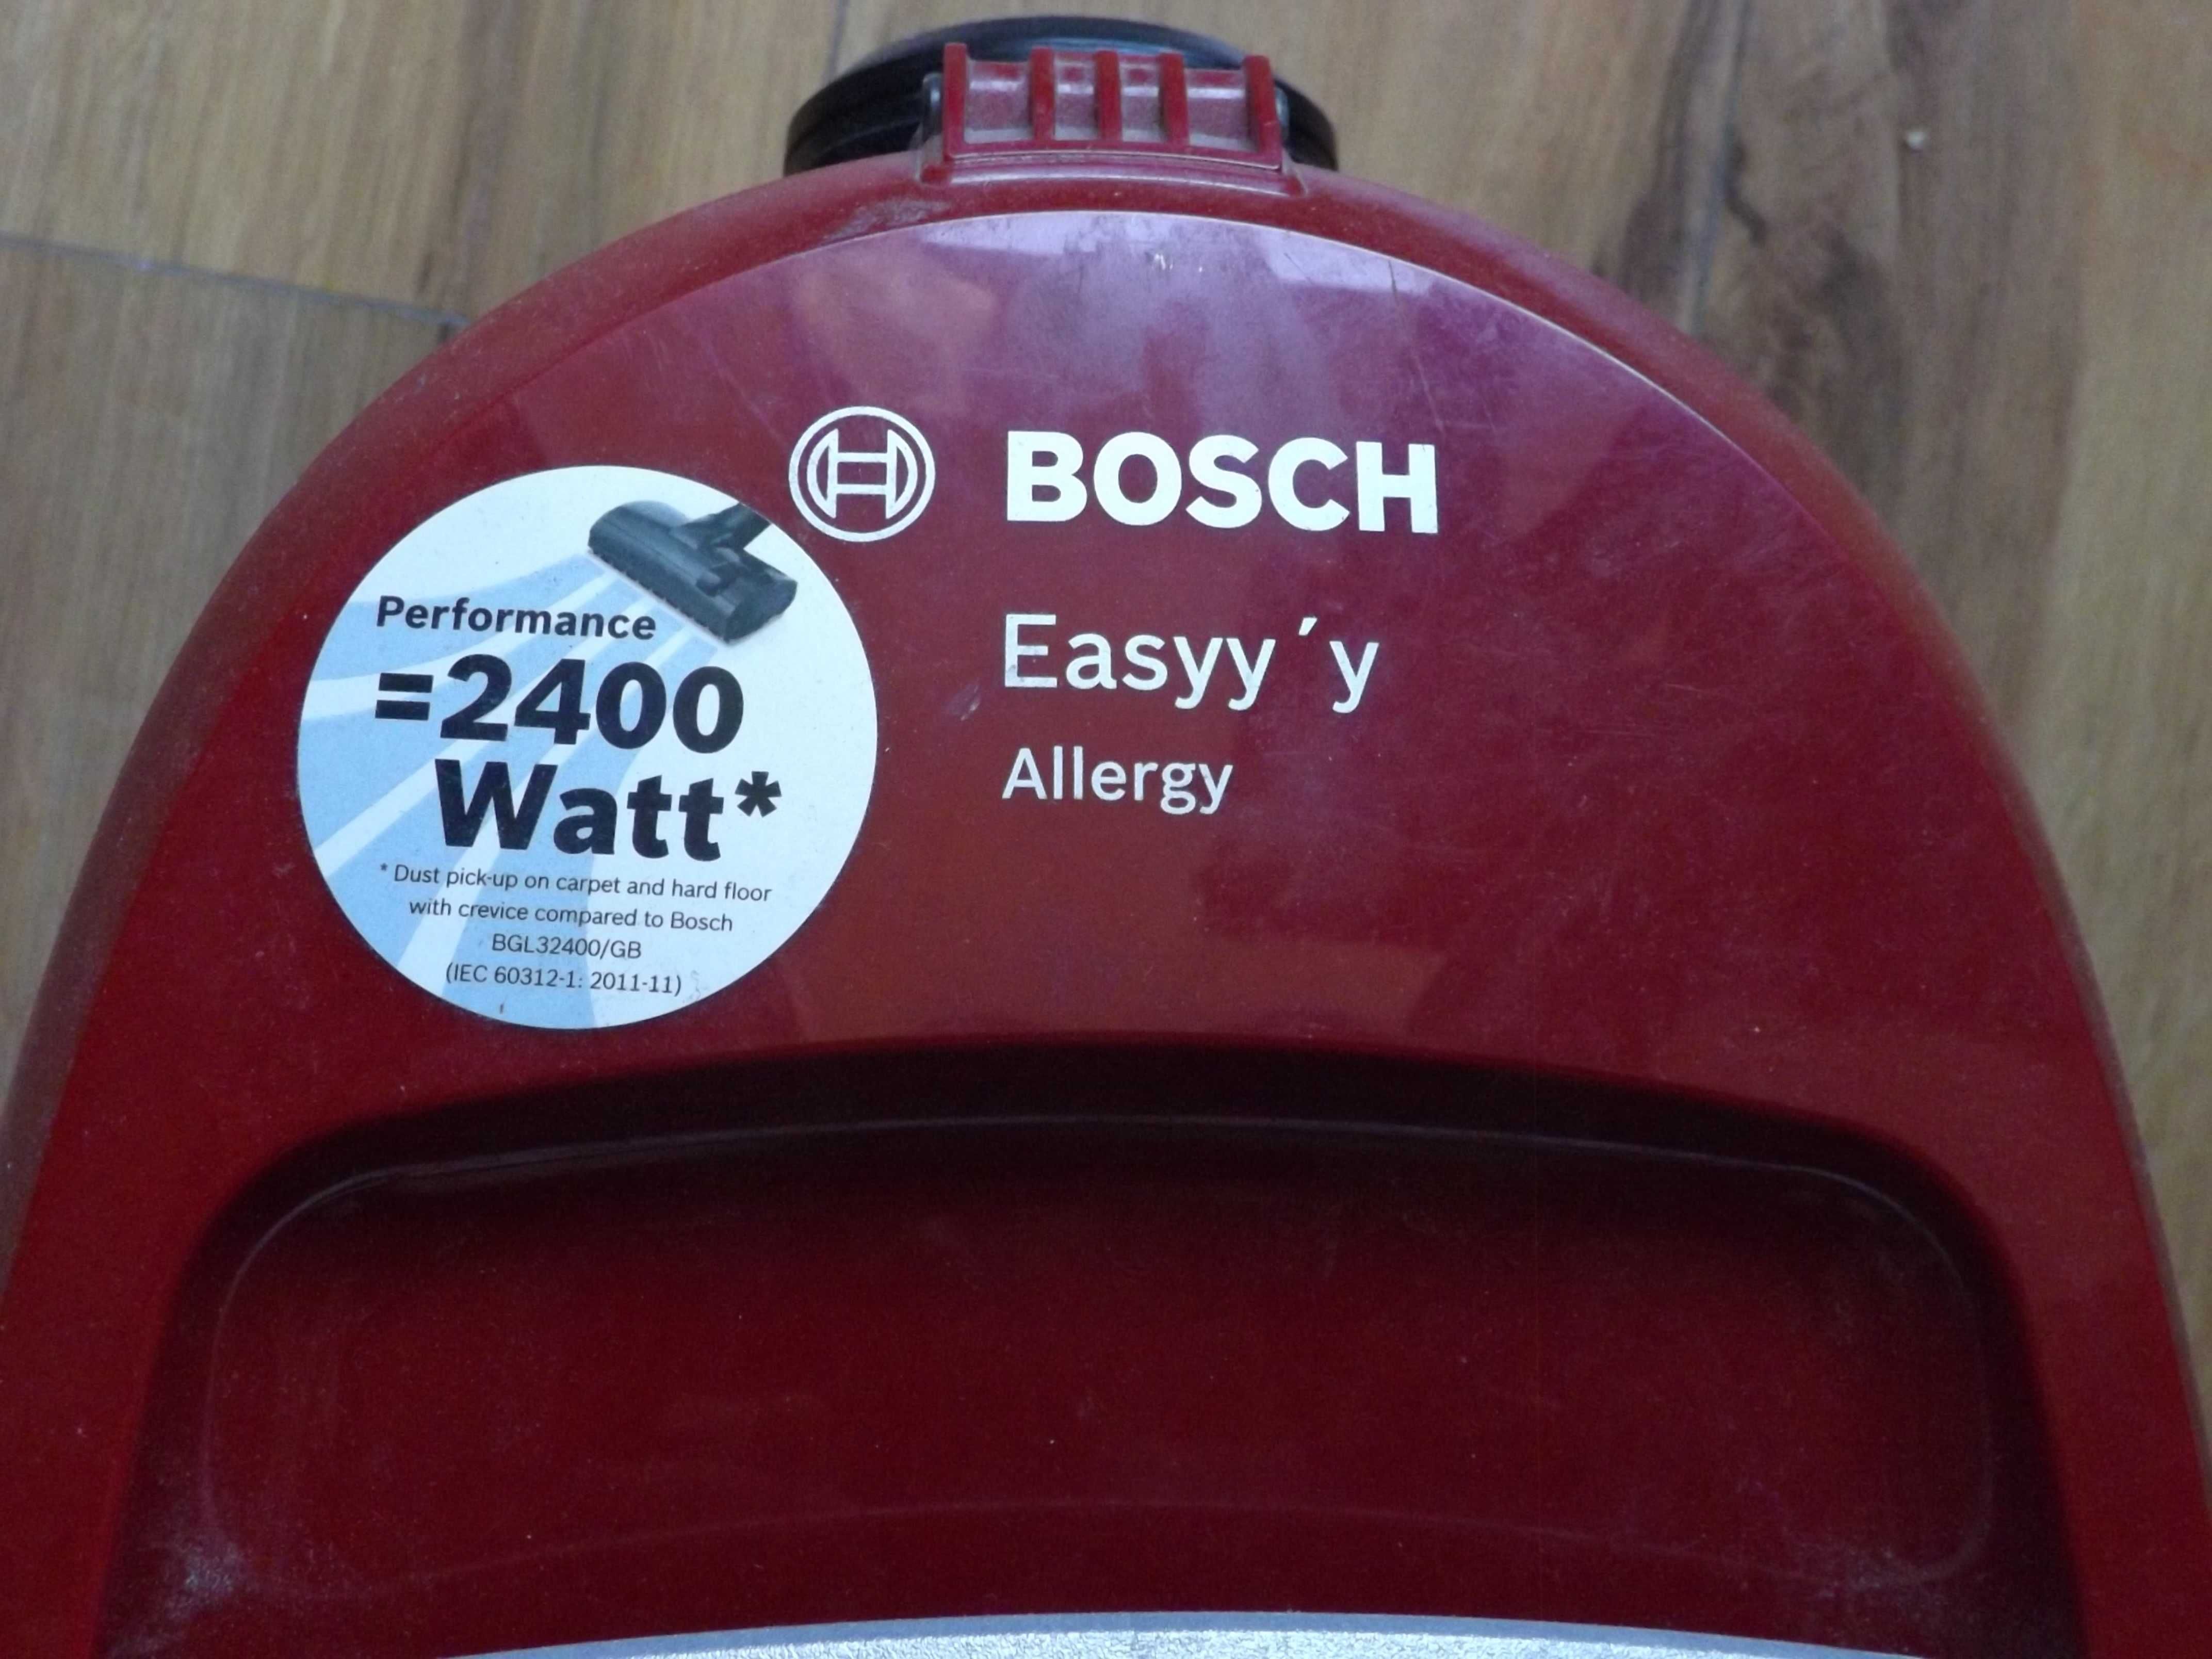 BOSCH
Easyy´y
Allergy
Performance
=2400
Watt*
* Dust pick-up on carpet and hard floor
with crevice compared to Bosch
BGL32400/GB
(IEC 60312-1: 2011-11)